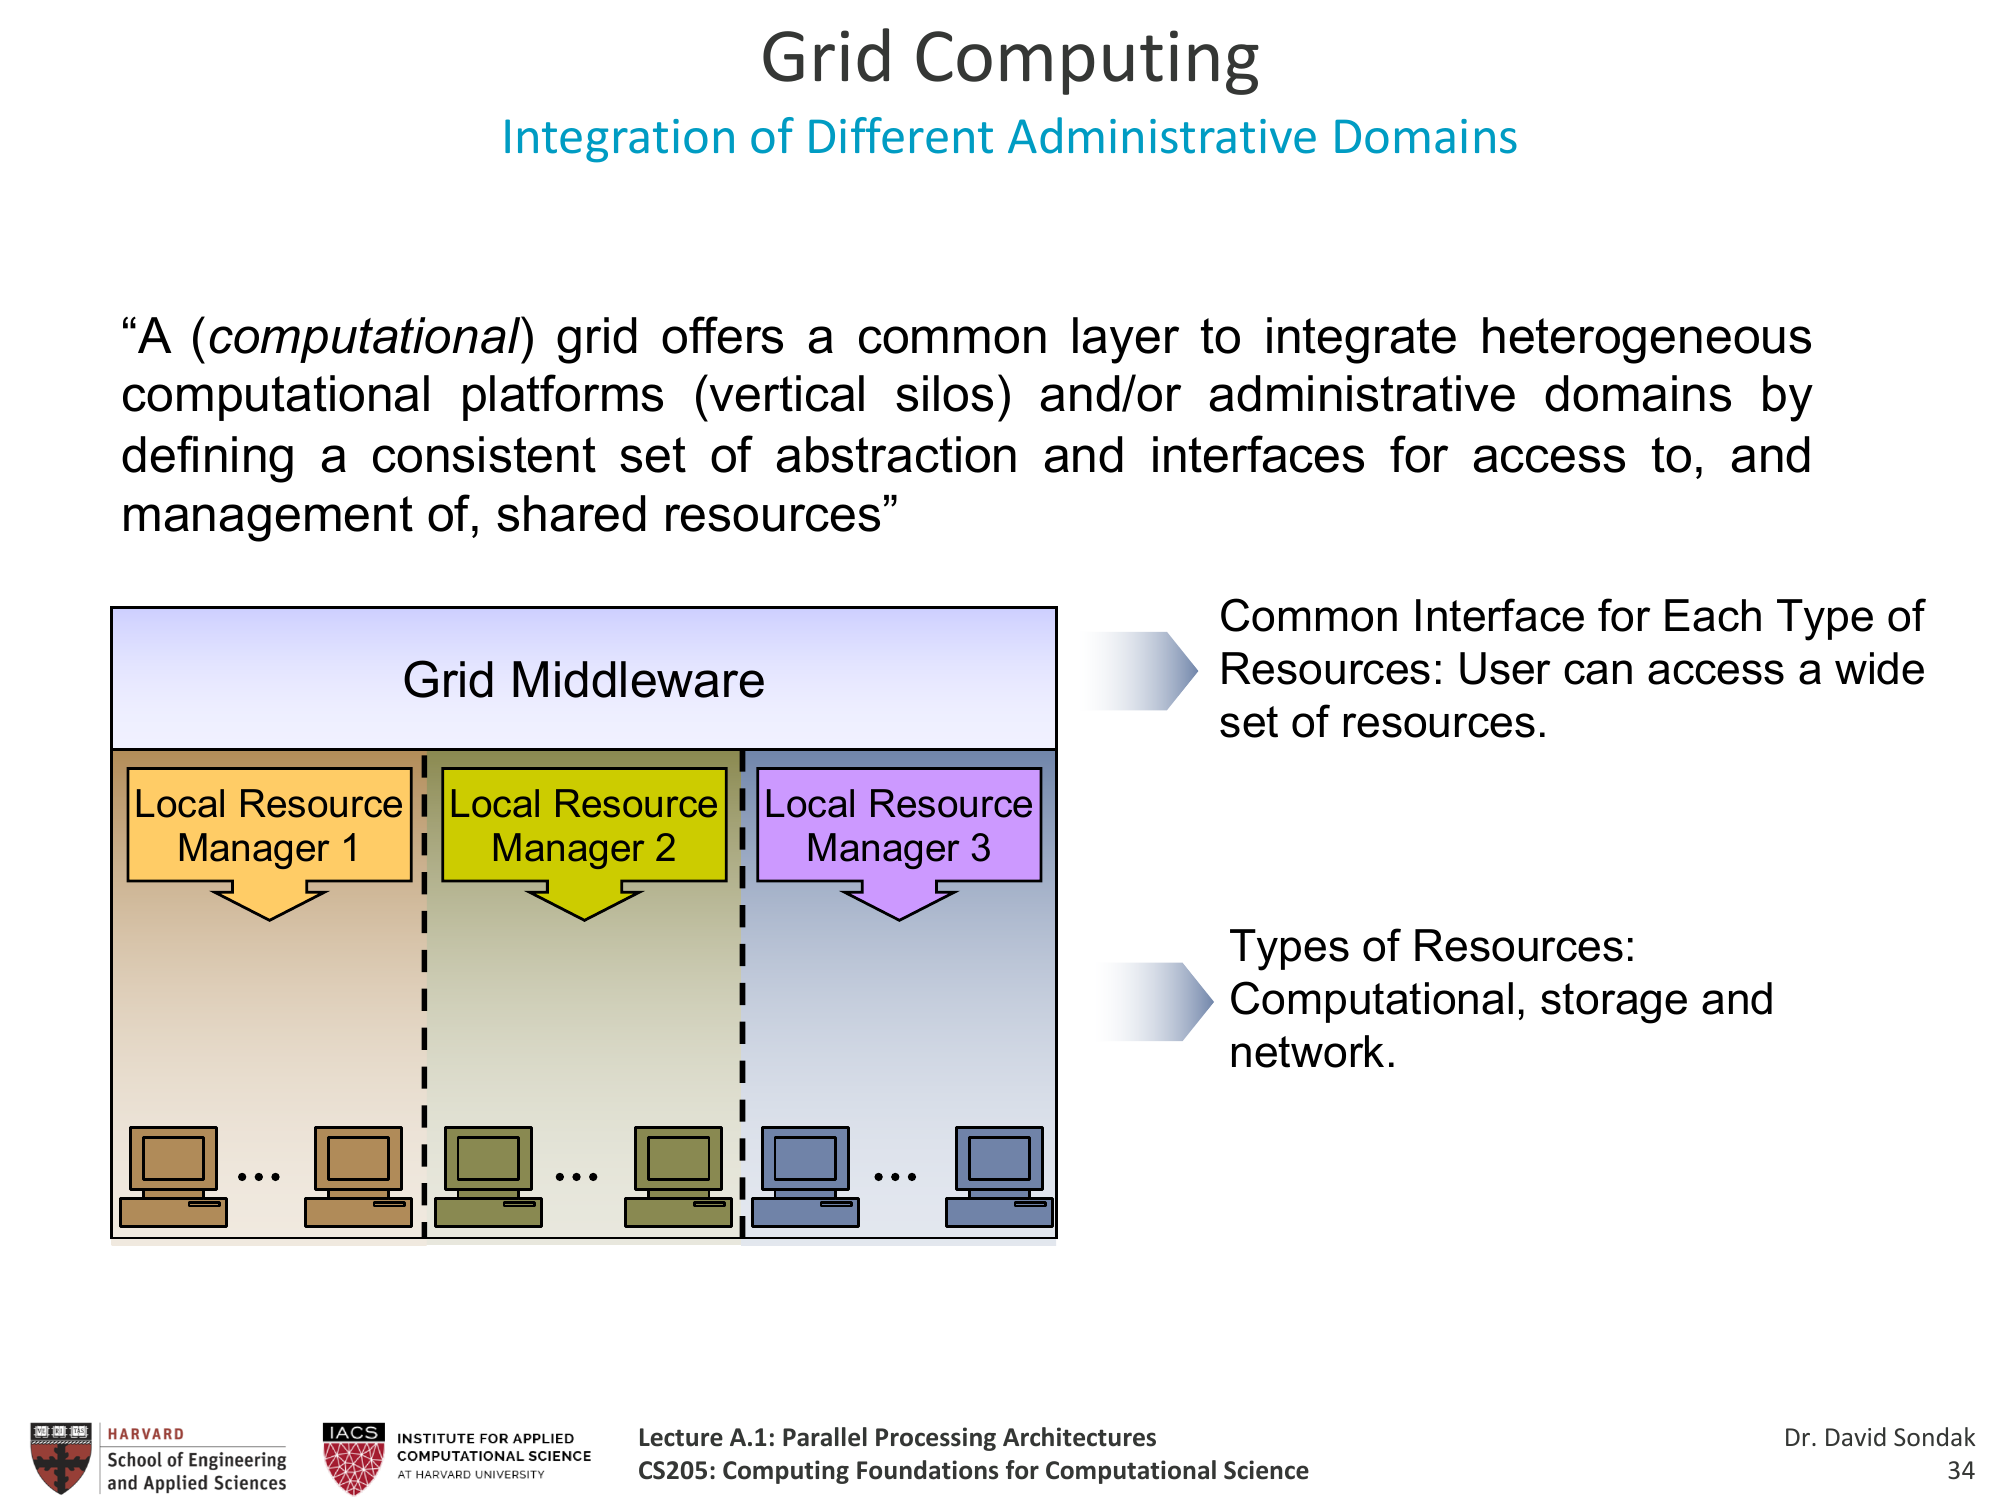 Grid Computing
Integration of Different Administrative Domains
“A (computational) grid offers a common layer to integrate heterogeneous
computational platforms (vertical silos) and/or administrative domains by
defining a consistent set of abstraction and interfaces for access to, and
management of, shared resources”
Grid Middleware
Local Resource
Manager 1
Local Resource
Manager 2
Local Resource
Manager 3
...
...
...
Common Interface for Each Type of
Resources: User can access a wide
set of resources.
Types of Resources:
Computational, storage and
network.
HARVARD
School of Engineering
and Applied Sciences
IACS
INSTITUTE FOR APPLIED
COMPUTATIONAL SCIENCE
AT HARVARD UNIVERSITY
Lecture A.1: Parallel Processing Architectures
CS205: Computing Foundations for Computational Science
Dr. David Sondak
34